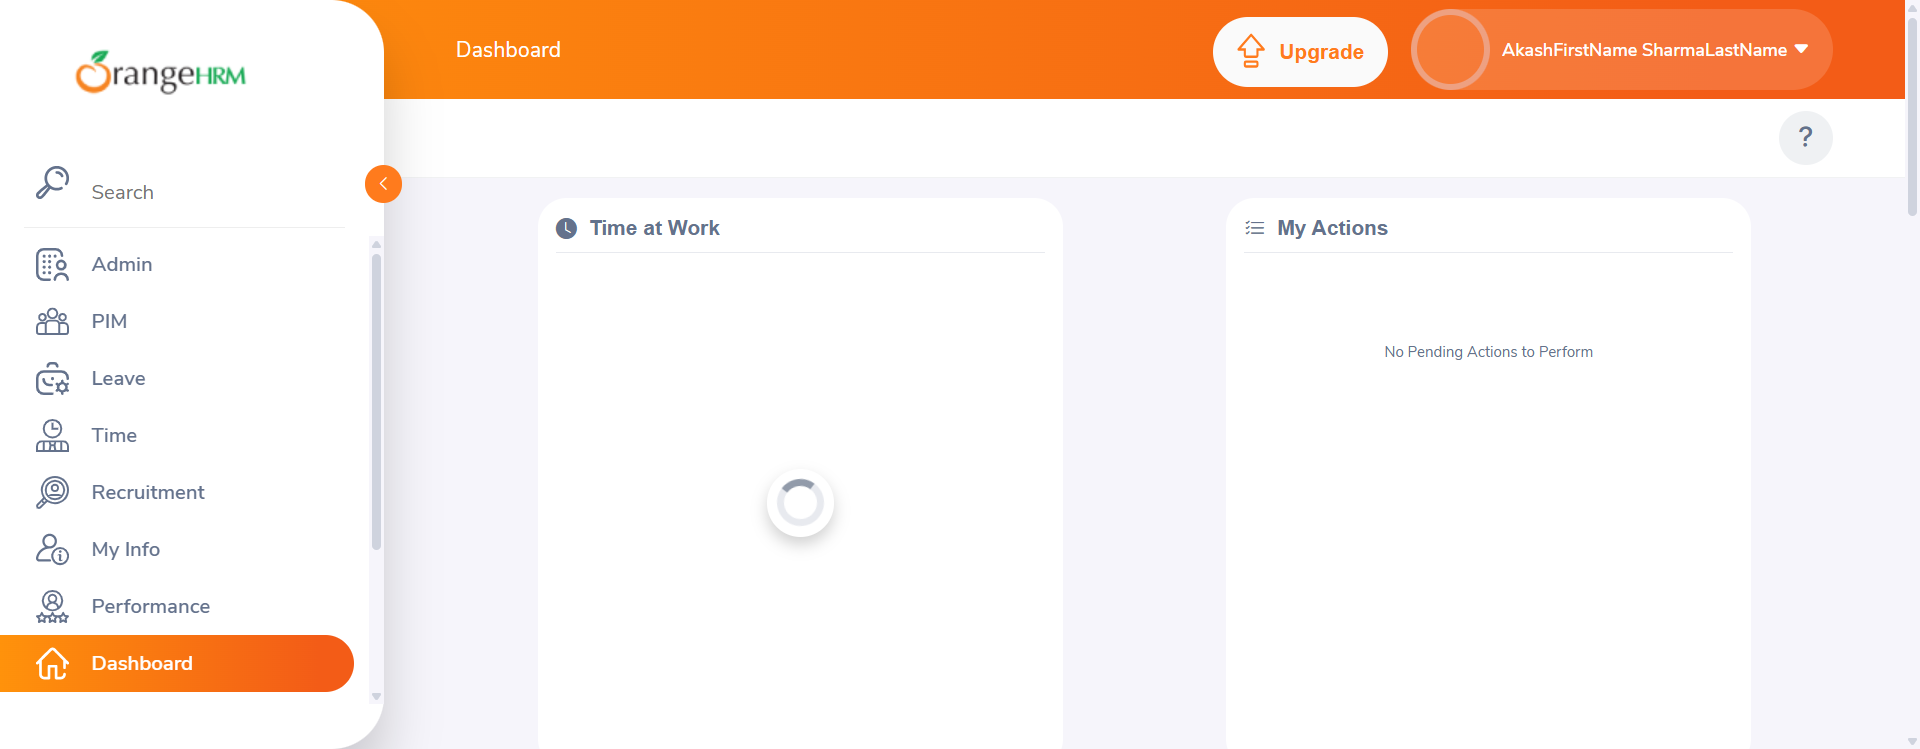 OrangeHRM
Dashboard
Upgrade
AkashFirstName SharmaLastName
?
Search
Admin
PIM
Leave
Time
Recruitment
My Info
Performance
Dashboard
Time at Work
My Actions
No Pending Actions to Perform